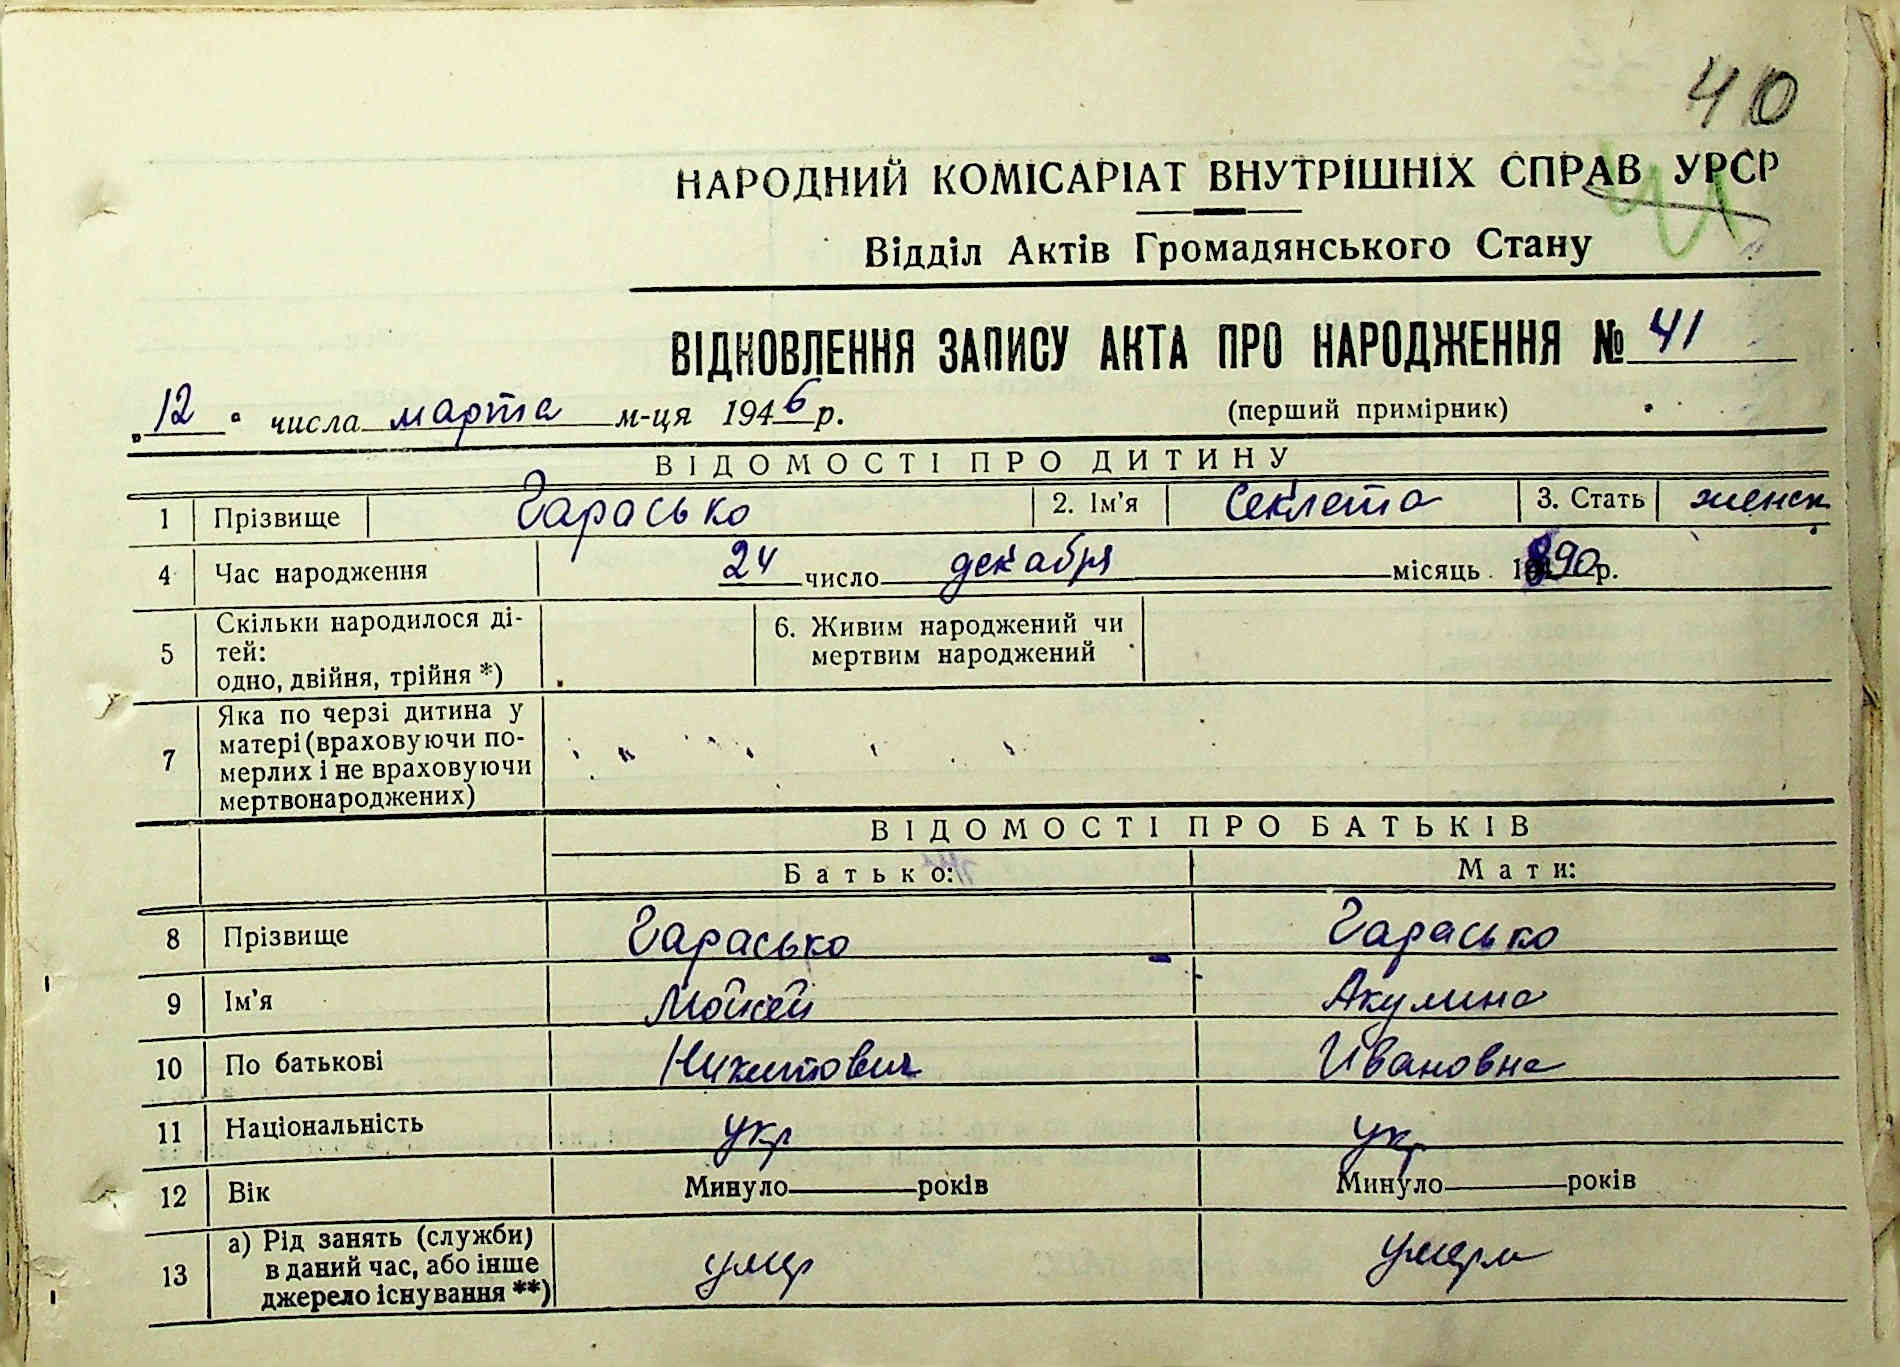 40
НАРОДНИЙ КОМІСАРІАТ ВНУТРІШНІХ СПРАВ УРСР
41
Відділ Актів Громадянського Стану
ВІДНОВЛЕННЯ ЗАПИСУ АКТА ПРО НАРОДЖЕННЯ № 41
„12" числа марта м-ця 1946 р. (перший примірник)
ВІДОМОСТІ ПРО ДИТИНУ
1 Прізвище Гарасько 2. Ім'я Секлета 3. Стать женск
4 Час народження 24 число декабря місяць 1890 р.
5 Скільки народилося ді-
тей:
одно, двійня, трійня *)
6. Живим народжений чи
мертвим народжений
7 Яка по черзі дитина у
матері (враховуючи по-
мерлих і не враховуючи
мертвонароджених)
ВІДОМОСТІ ПРО БАТЬКІВ
Батько: Мати:
8 Прізвище Гарасько Гарасько
9 Ім'я Мойсей Акулина
10 По батькові Никитович Ивановна
11 Національність укр укр
12 Вік Минуло років Минуло років
13 а) Рід занять (служби)
в даний час, або інше
джерело існування **)
умер умерла